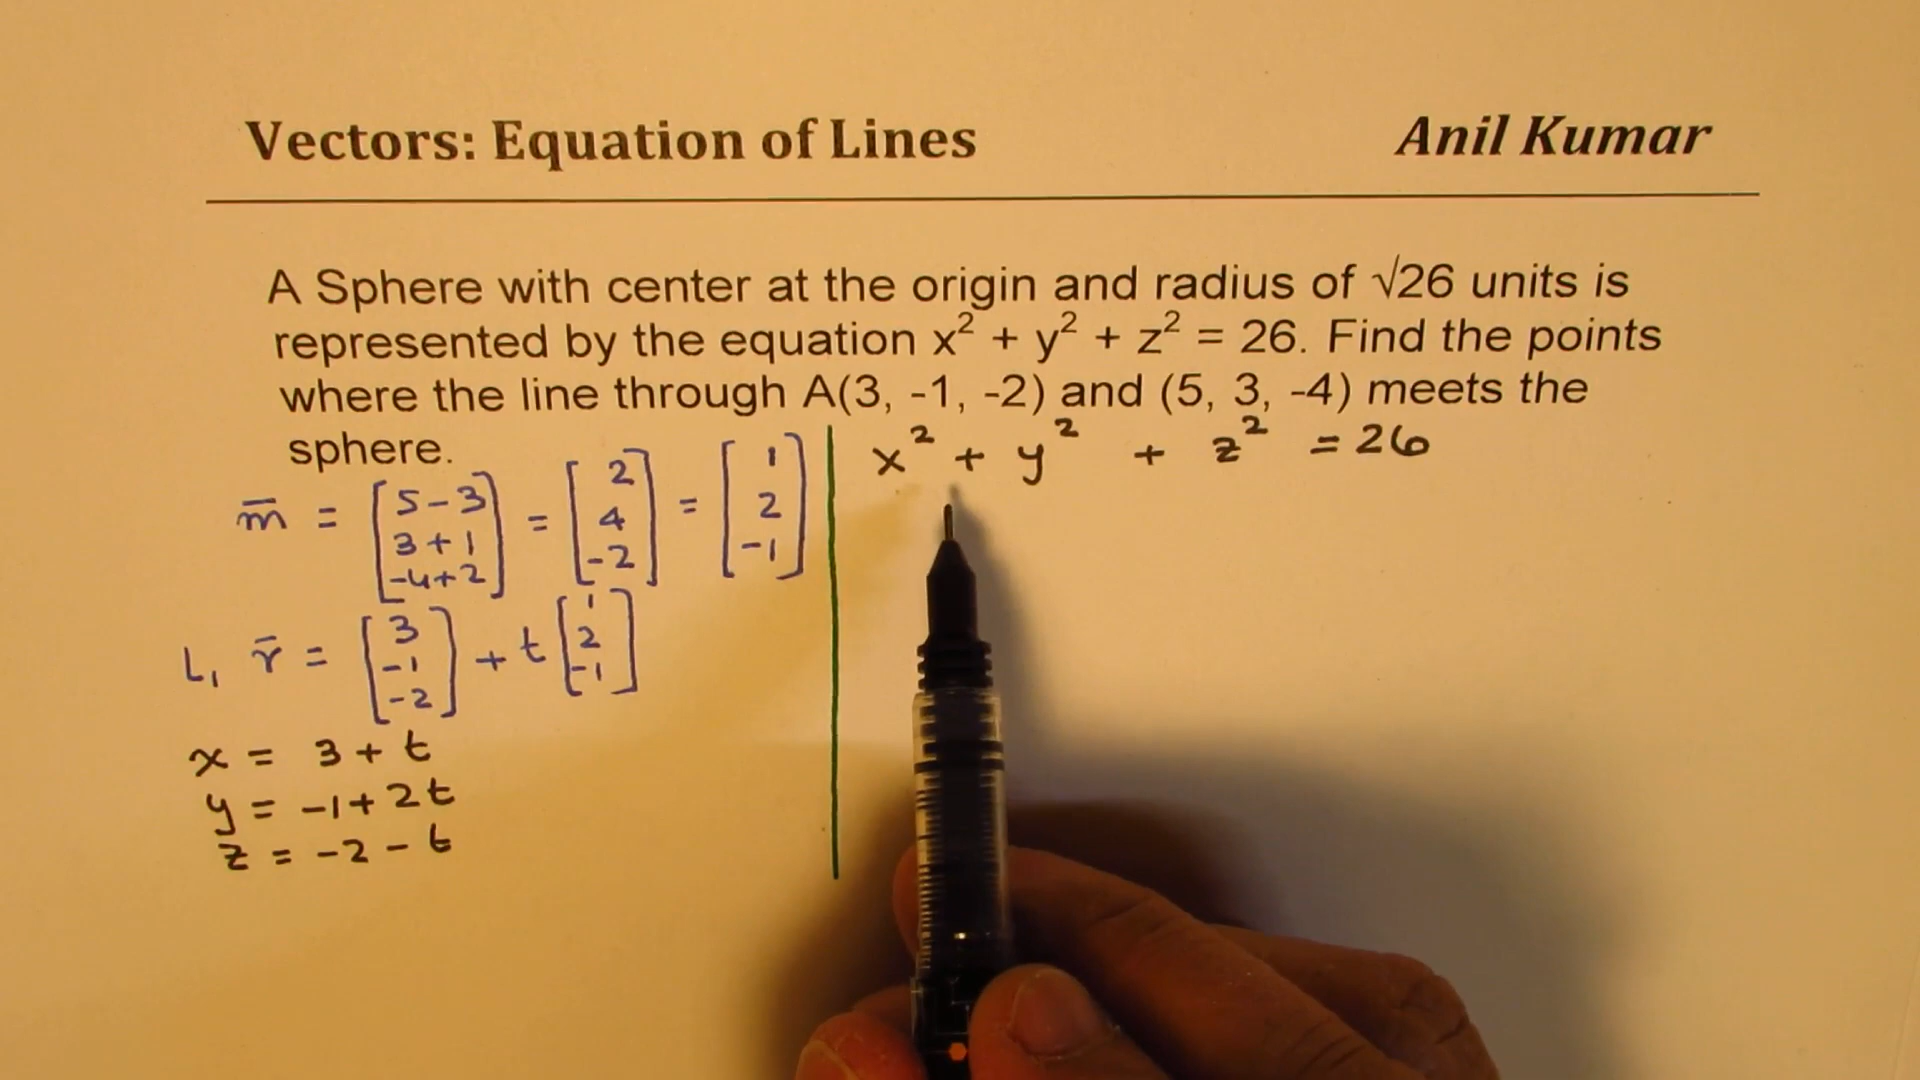 Vectors: Equation of Lines Anil Kumar
A Sphere with center at the origin and radius of √26 units is
represented by the equation x² + y² + z² = 26. Find the points
where the line through A(3, -1, -2) and (5, 3, -4) meets the
sphere.
m̅ = [5-3
3+1
-4+2] = [2
4
-2] = [1
2
-1]
L₁ r̅ = [3
-1
-2] + t [1
2
-1]
x = 3 + t
y = -1 + 2t
z = -2 - t
x² + y² + z² = 26